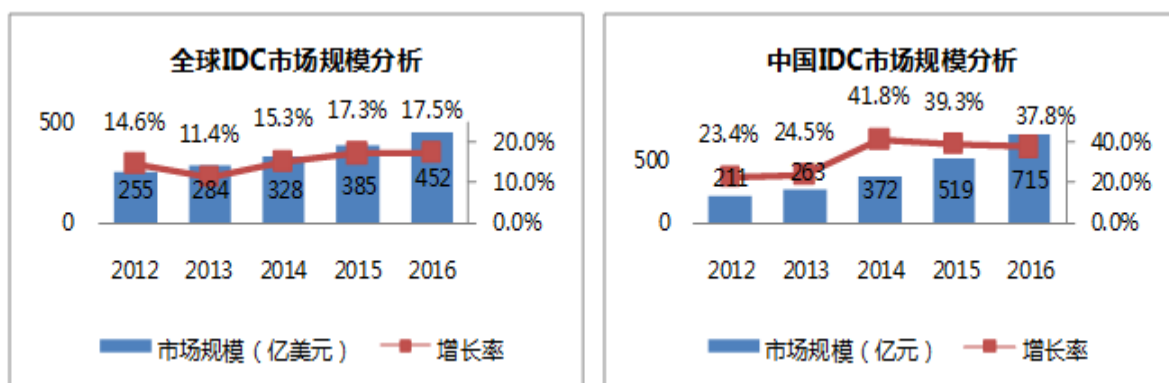 全球IDC市场规模分析
14.6% 11.4% 15.3% 17.3% 17.5%
500
0
255 284 328 385 452
20.0%
10.0%
0.0%
2012 2013 2014 2015 2016
市场规模（亿美元） 增长率
中国IDC市场规模分析
23.4% 24.5% 41.8% 39.3% 37.8%
500
0
211 263 372 519 715
40.0%
20.0%
0.0%
2012 2013 2014 2015 2016
市场规模（亿元） 增长率